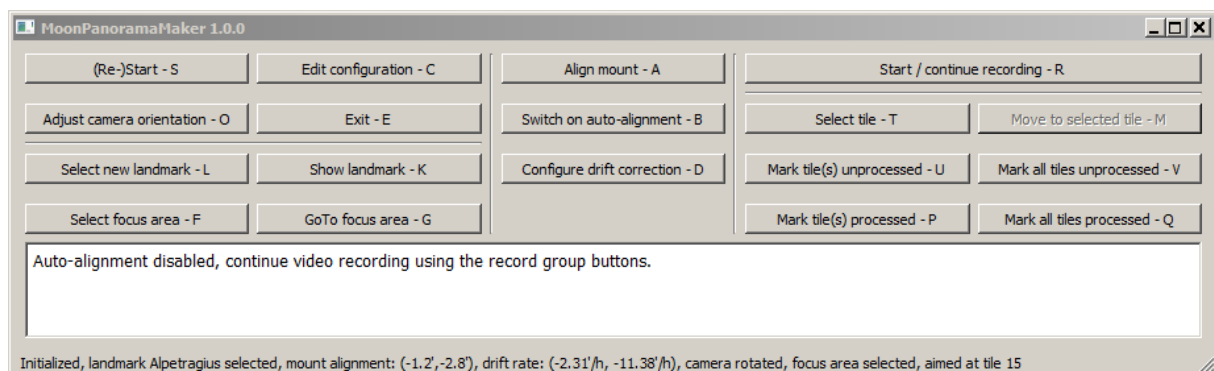 MoonPanoramaMaker 1.0.0
(Re-)Start - S
Edit configuration - C
Align mount - A
Start / continue recording - R
Adjust camera orientation - O
Exit - E
Switch on auto-alignment - B
Select tile - T
Move to selected tile - M
Select new landmark - L
Show landmark - K
Configure drift correction - D
Mark tile(s) unprocessed - U
Mark all tiles unprocessed - V
Select focus area - F
GoTo focus area - G
Mark tile(s) processed - P
Mark all tiles processed - Q
Auto-alignment disabled, continue video recording using the record group buttons.
Initialized, landmark Alpetragius selected, mount alignment: (-1.2',-2.8'), drift rate: (-2.31'/h, -11.38'/h), camera rotated, focus area selected, aimed at tile 15